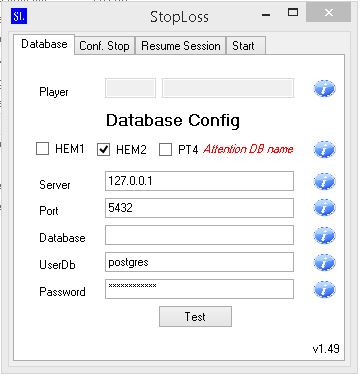 SL StopLoss
Database Conf. Stop Resume Session Start
Player
Database Config
HEM1 HEM2 PT4 Attention DB name
Server 127.0.0.1
Port 5432
Database
UserDb postgres
Password ************
Test
v1.49